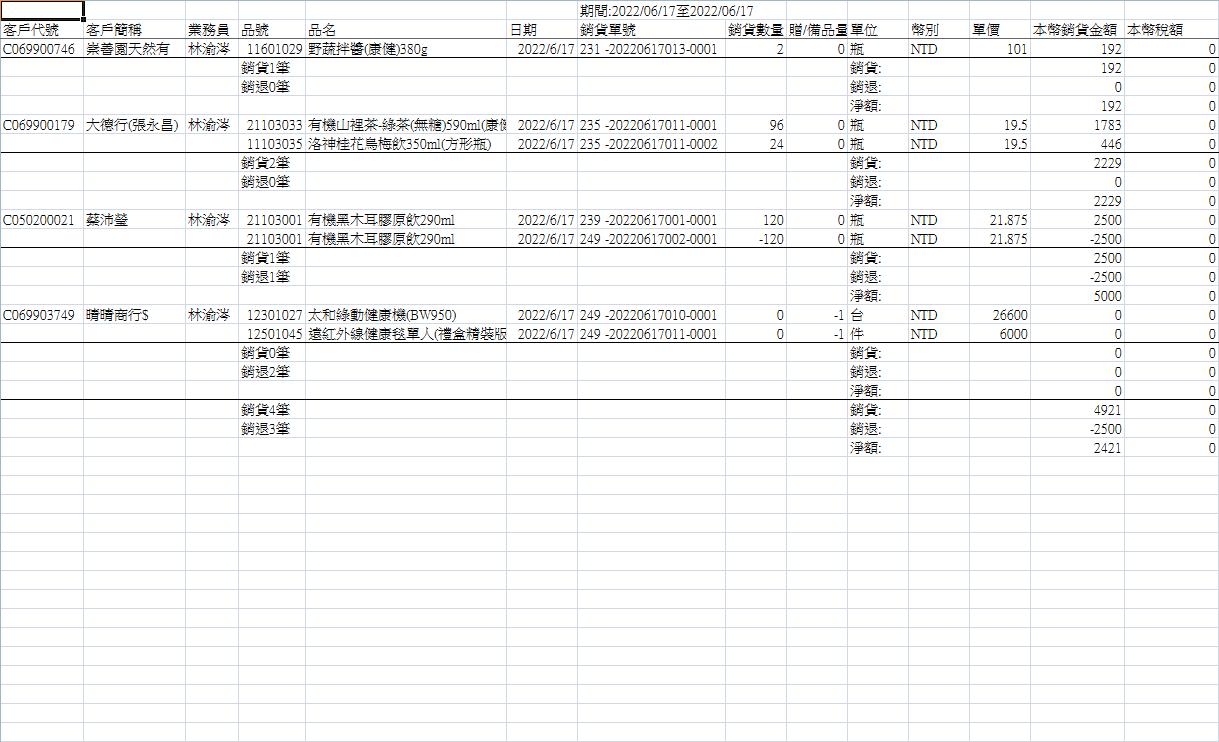 期間:2022/06/17至2022/06/17
客戶代號 客戶簡稱 業務員 品號 品名 日期 銷貨單號 銷貨數量 贈/備品量 單位 幣別 單價 本幣銷貨金額 本幣稅額
C069900746 崇善園天然有 林渝涔 11601029 野蔬拌醬(康健)380g 2022/6/17 231 -20220617013-0001 2 0 瓶 NTD 101 192 0
銷貨1筆 銷貨: 192 0
銷退0筆 銷退: 0 0
淨額: 192 0
C069900179 大德行(張永昌) 林渝涔 21103033 有機山裡茶-綠茶(無糖)590ml(康健 2022/6/17 235 -20220617011-0001 96 0 瓶 NTD 19.5 1783 0
11103035 洛神桂花烏梅飲350ml(方形瓶) 2022/6/17 235 -20220617011-0002 24 0 瓶 NTD 19.5 446 0
銷貨2筆 銷貨: 2229 0
銷退0筆 銷退: 0 0
淨額: 2229 0
C050200021 蔡沛瑩 林渝涔 21103001 有機黑木耳膠原飲290ml 2022/6/17 239 -20220617001-0001 120 0 瓶 NTD 21.875 2500 0
21103001 有機黑木耳膠原飲290ml 2022/6/17 249 -20220617002-0001 -120 0 瓶 NTD 21.875 -2500 0
銷貨1筆 銷貨: 2500 0
銷退1筆 銷退: -2500 0
淨額: 5000 0
C069903749 晴晴商行$ 林渝涔 12301027 太和綠動健康機(BW950) 2022/6/17 249 -20220617010-0001 0 -1 台 NTD 26600 0 0
12501045 遠紅外線健康毯單人(禮盒精裝版 2022/6/17 249 -20220617011-0001 0 -1 件 NTD 6000 0 0
銷貨0筆 銷貨: 0 0
銷退2筆 銷退: 0 0
淨額: 0 0
銷貨4筆 銷貨: 4921 0
銷退3筆 銷退: -2500 0
淨額: 2421 0